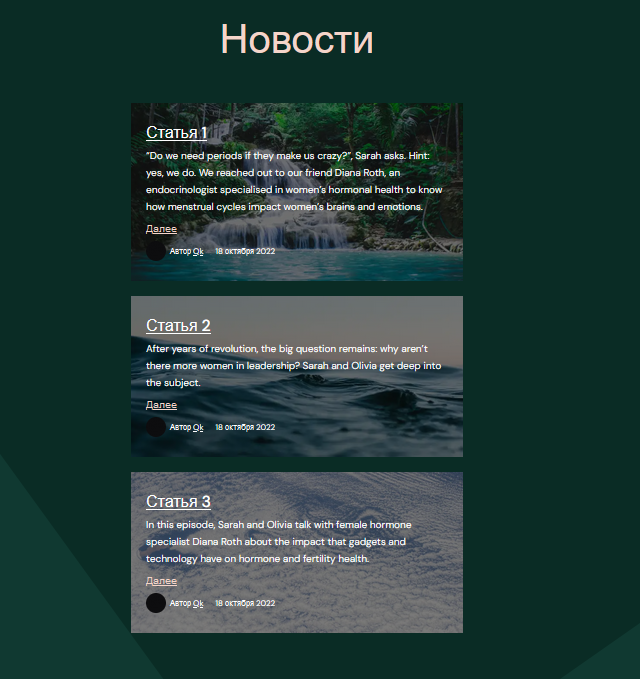 Новости
Статья 1
“Do we need periods if they make us crazy?”, Sarah asks. Hint:
yes, we do. We reached out to our friend Diana Roth, an
endocrinologist specialised in women’s hormonal health to know
how menstrual cycles impact women’s brains and emotions.
Далее
Автор Qk 18 октября 2022
Статья 2
After years of revolution, the big question remains: why aren’t
there more women in leadership? Sarah and Olivia get deep into
the subject.
Далее
Автор Qk 18 октября 2022
Статья 3
In this episode, Sarah and Olivia talk with female hormone
specialist Diana Roth about the impact that gadgets and
technology have on hormone and fertility health.
Далее
Автор Qk 18 октября 2022